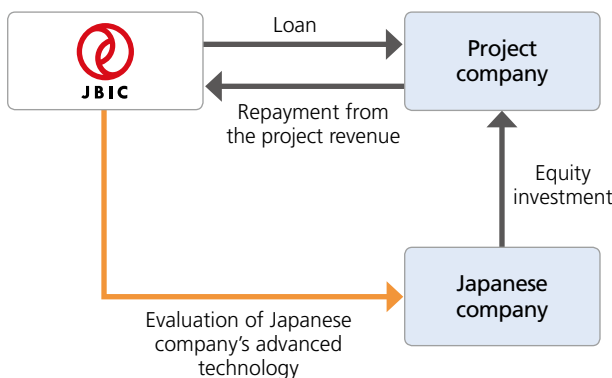 Loan
JBIC
Project
company
Repayment from
the project revenue
Equity
investment
Japanese
company
Evaluation of Japanese
company's advanced
technology